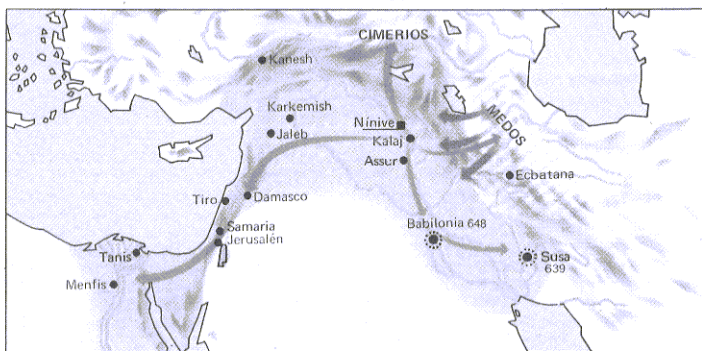 CIMERIOS
Kanesh
Karkemish
Jaleb
Nínive
Kalaj
Assur
MEDOS
Ecbatana
Tiro
Damasco
Babilonia 648
Samaria
Jerusalén
Susa
639
Tanis
Menfis